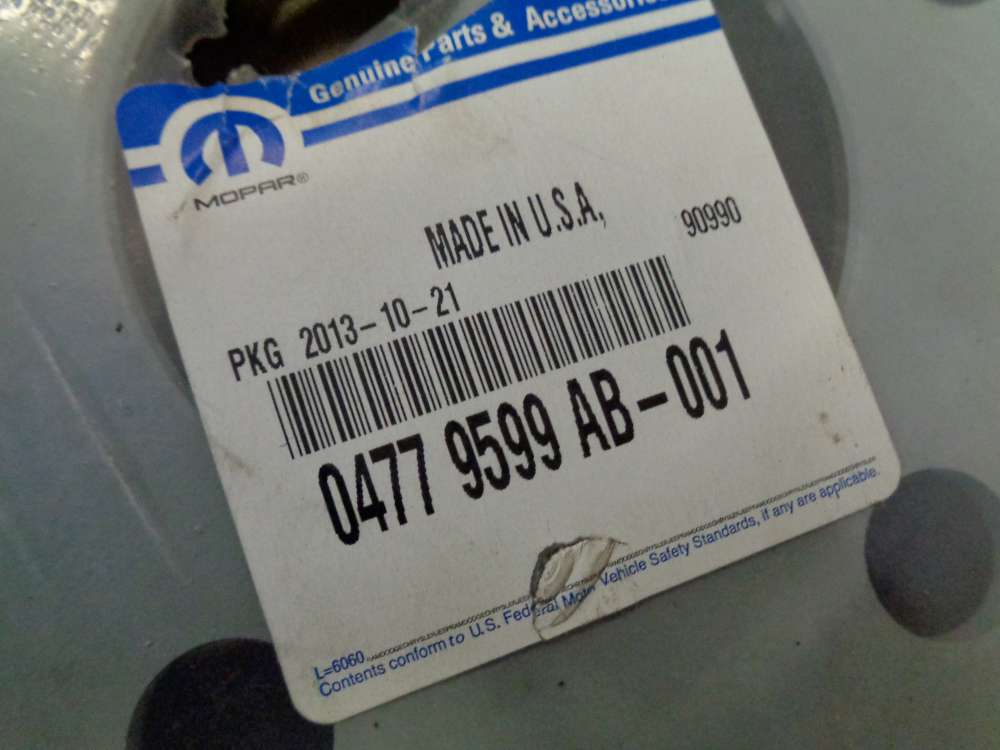 Genuine Parts & Accessories
MOPAR®
MADE IN U.S.A,
90990
PKG 2013-10-21
0477 9599 AB-001
L=6060
Contents conform to U.S. Federal Motor Vehicle Safety Standards, if any are applicable.